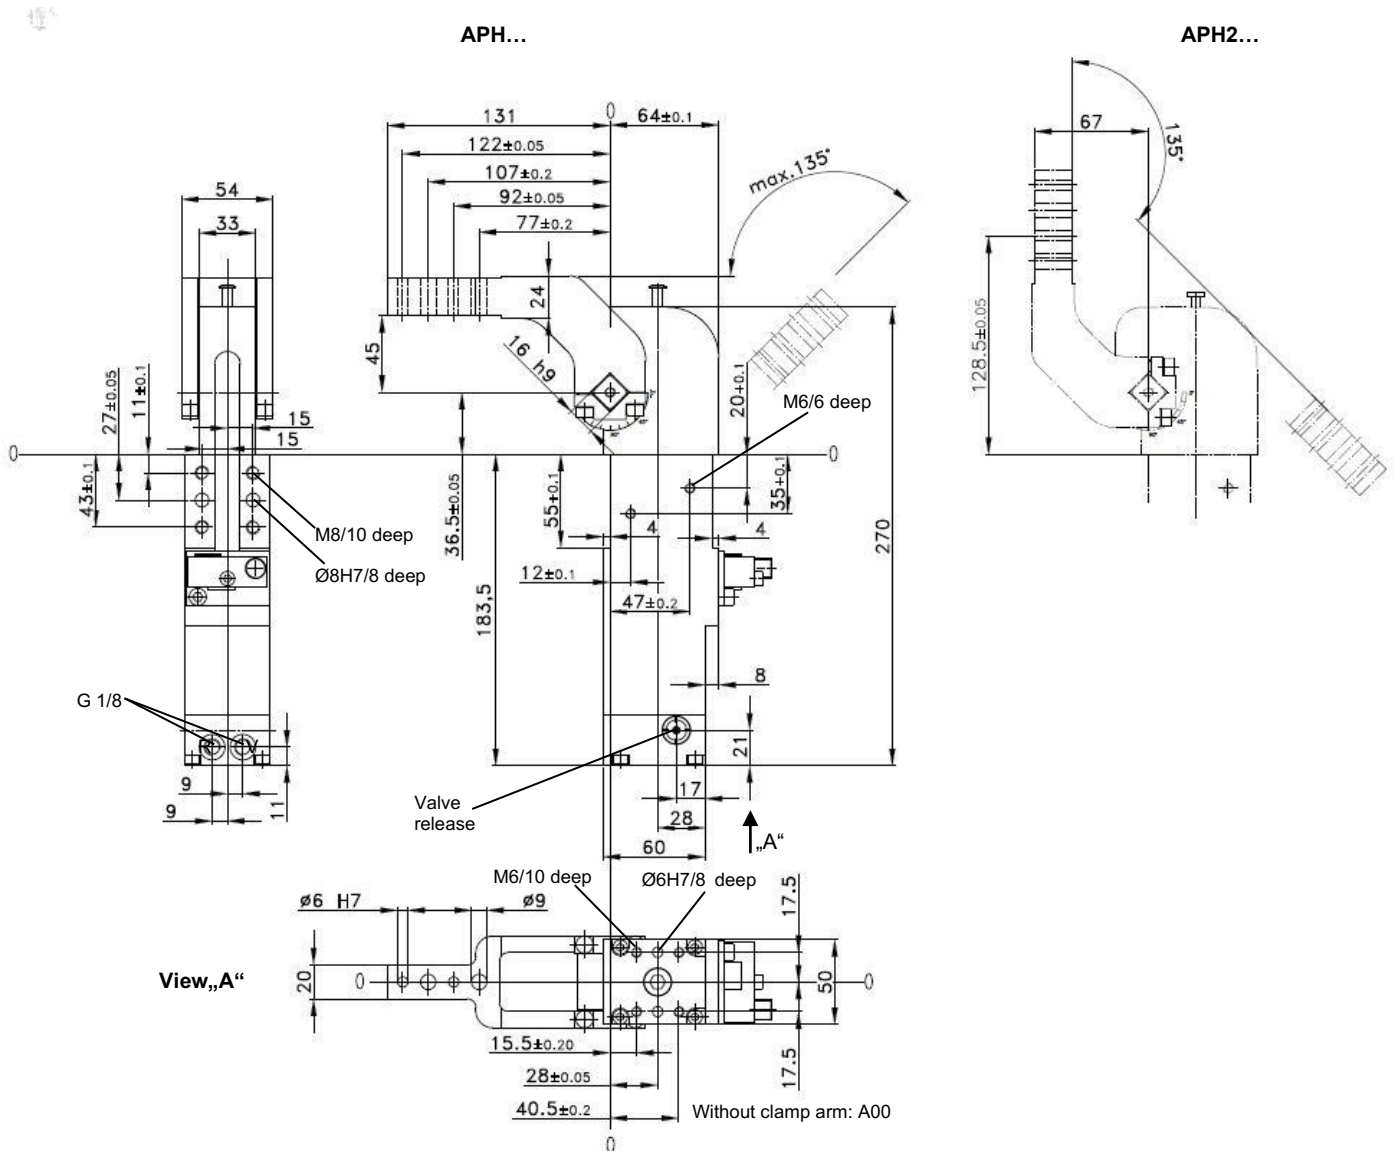 APH...
APH2...
0
131
64±0.1
122±0.05
107±0.2
92±0.05
77±0.2
max.135°
67
135°
54
33
24
45
16 h9
128.5±0.05
27±0.05
11±0.1
20+0.1
M6/6 deep
15
15
0
0
43±0.1
36.5±0.05
55+0.1
35+0.1
270
M8/10 deep
Ø8H7/8 deep
4
4
12±0.1
47±0.2
183,5
8
G 1/8
V
21
9
9
11
Valve
release
17
28
60
„A“
M6/10 deep
Ø6H7/8 deep
ø6 H7
ø9
17.5
View„A“
20
0
50
0
15.5±0.20
28±0.05
40.5±0.2
17.5
Without clamp arm: A00
0